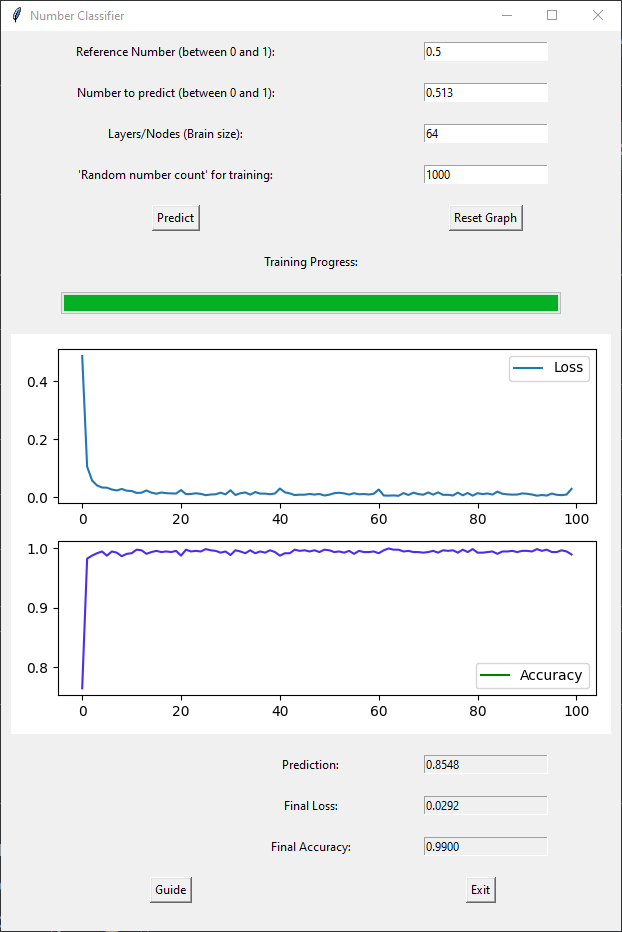 Number Classifier
Reference Number (between 0 and 1): 0.5
Number to predict (between 0 and 1): 0.513
Layers/Nodes (Brain size): 64
'Random number count' for training: 1000
Predict Reset Graph
Training Progress:
Loss
0.4
0.2
0.0
0 20 40 60 80 100
1.0
0.9
0.8
Accuracy
0 20 40 60 80 100
Prediction: 0.8548
Final Loss: 0.0292
Final Accuracy: 0.9900
Guide Exit